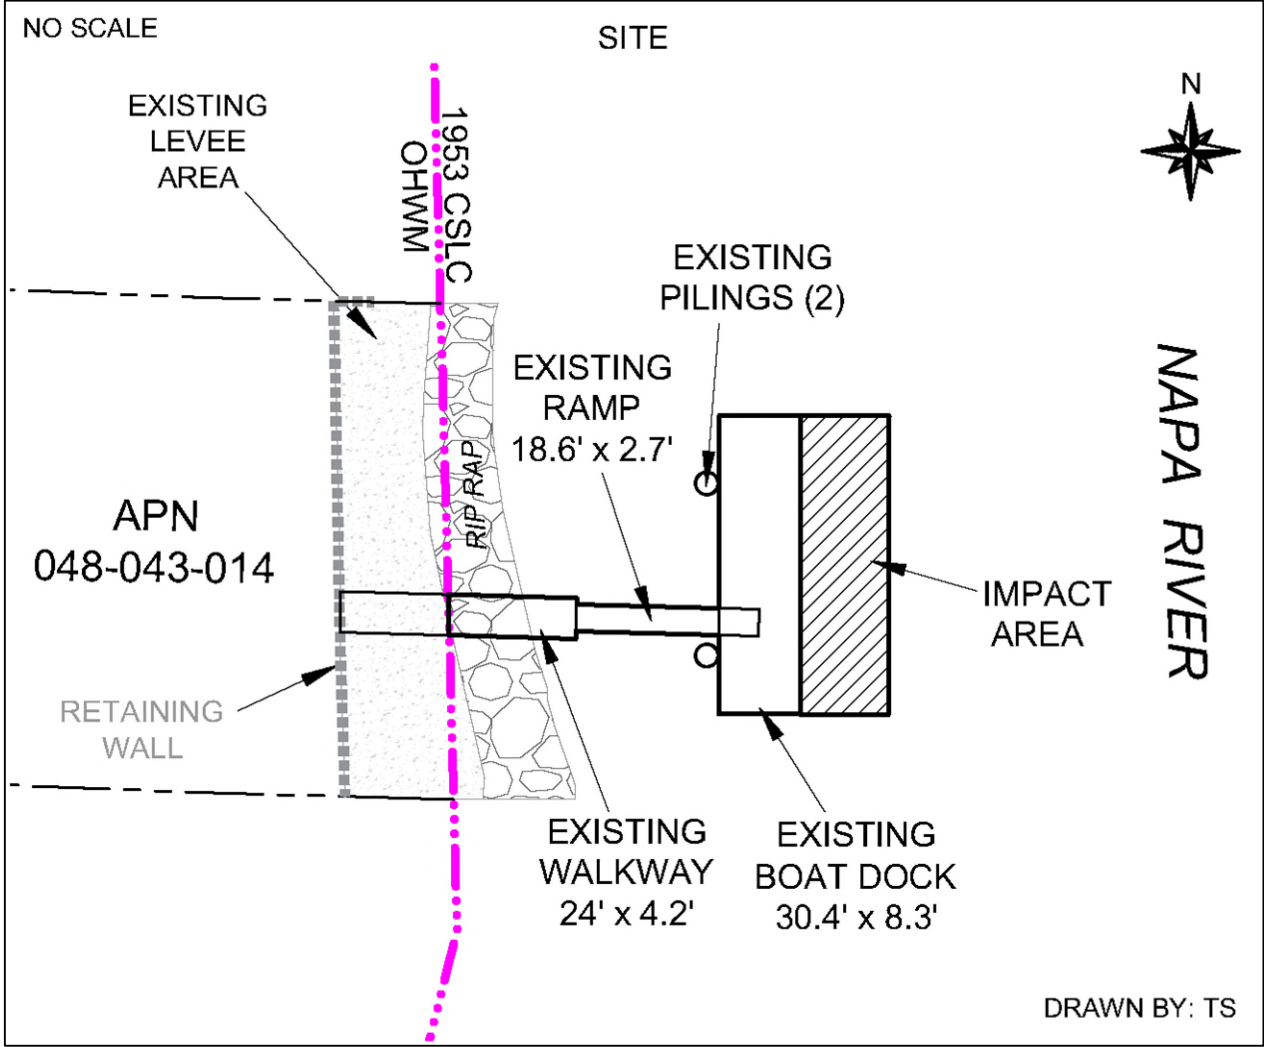 NO SCALE
SITE
N
EXISTING
LEVEE
AREA
1953 CSLC
OHWM
EXISTING
PILINGS (2)
EXISTING
RAMP
18.6' x 2.7'
NAPA RIVER
RIP RAP
APN
048-043-014
IMPACT
AREA
RETAINING
WALL
EXISTING
WALKWAY
24' x 4.2'
EXISTING
BOAT DOCK
30.4' x 8.3'
DRAWN BY: TS